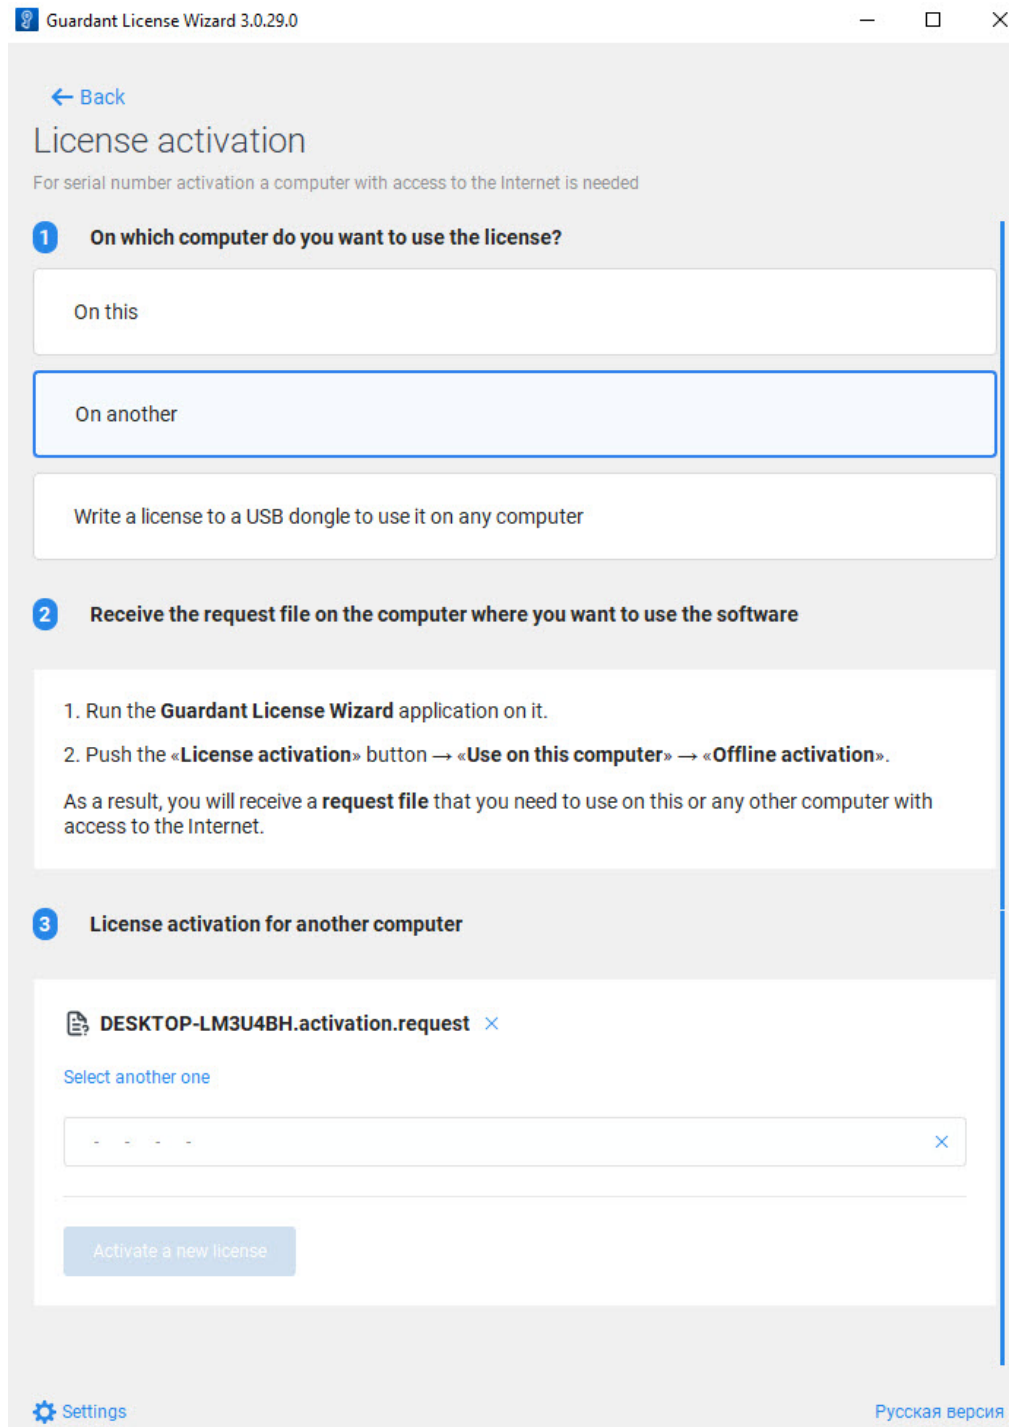 Guardant License Wizard 3.0.29.0
← Back
License activation
For serial number activation a computer with access to the Internet is needed
1 On which computer do you want to use the license?
On this
On another
Write a license to a USB dongle to use it on any computer
2 Receive the request file on the computer where you want to use the software
1. Run the Guardant License Wizard application on it.
2. Push the «License activation» button → «Use on this computer» → «Offline activation».
As a result, you will receive a request file that you need to use on this or any other computer with
access to the Internet.
3 License activation for another computer
DESKTOP-LM3U4BH.activation.request
Select another one
- - - -
Activate a new license
Settings
Русская версия